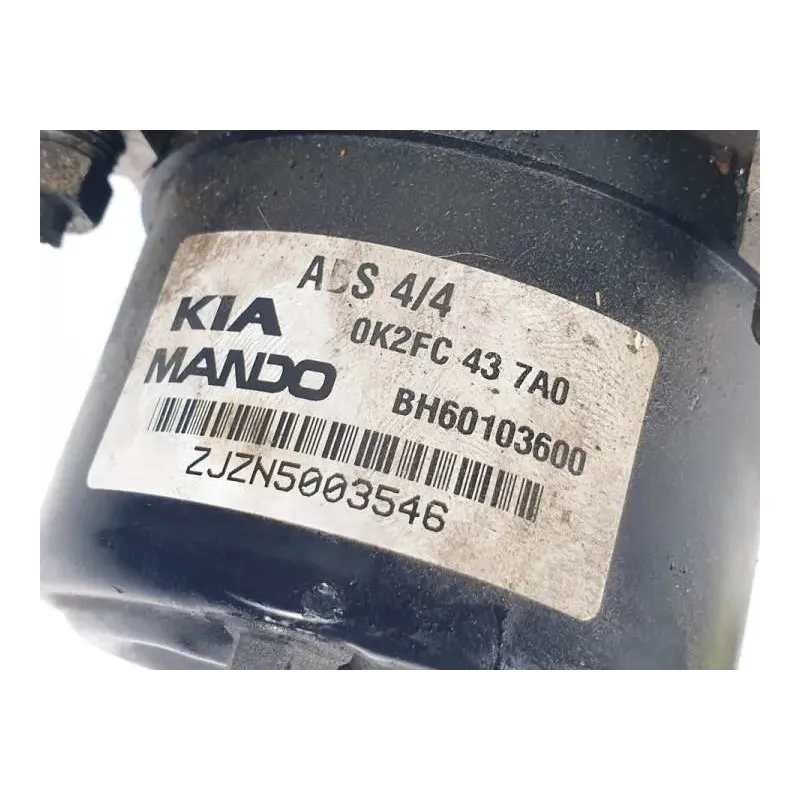 ABS 4/4
KIA 0K2FC 43 7A0
MANDO BH60103600
ZJZN5003546